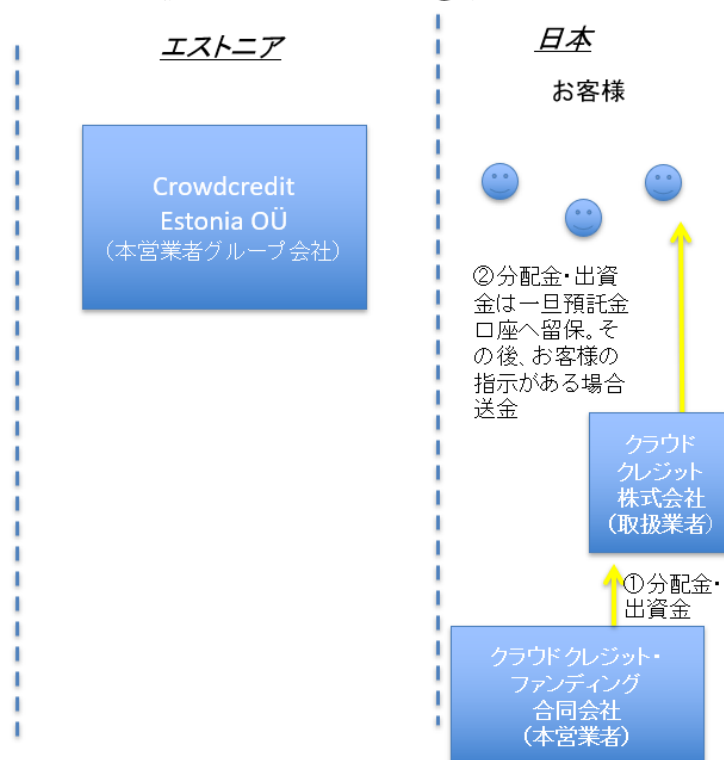 エストニア
日本
お客様
Crowdcredit
Estonia OÜ
（本営業者グループ会社）
②分配金・出資
金は一旦預託金
口座へ留保。そ
の後、お客様の
指示がある場合
送金
クラウド
クレジット
株式会社
（取扱業者）
①分配金・
出資金
クラウドクレジット・
ファンディング
合同会社
（本営業者）